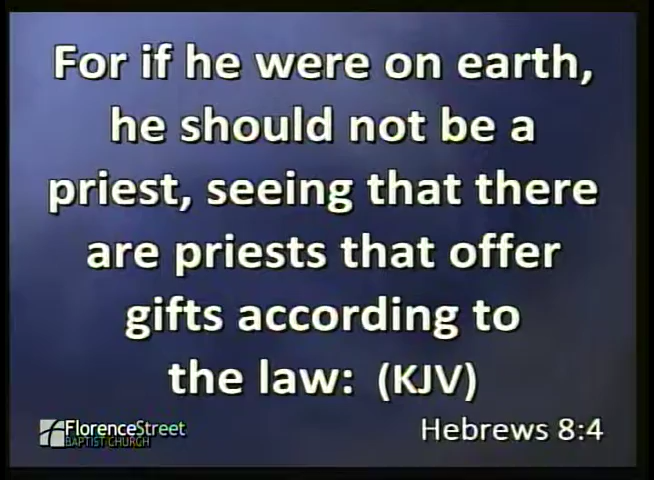 For if he were on earth,
he should not be a
priest, seeing that there
are priests that offer
gifts according to
the law: (KJV)
FlorenceStreet
BAPTIST CHURCH
Hebrews 8:4